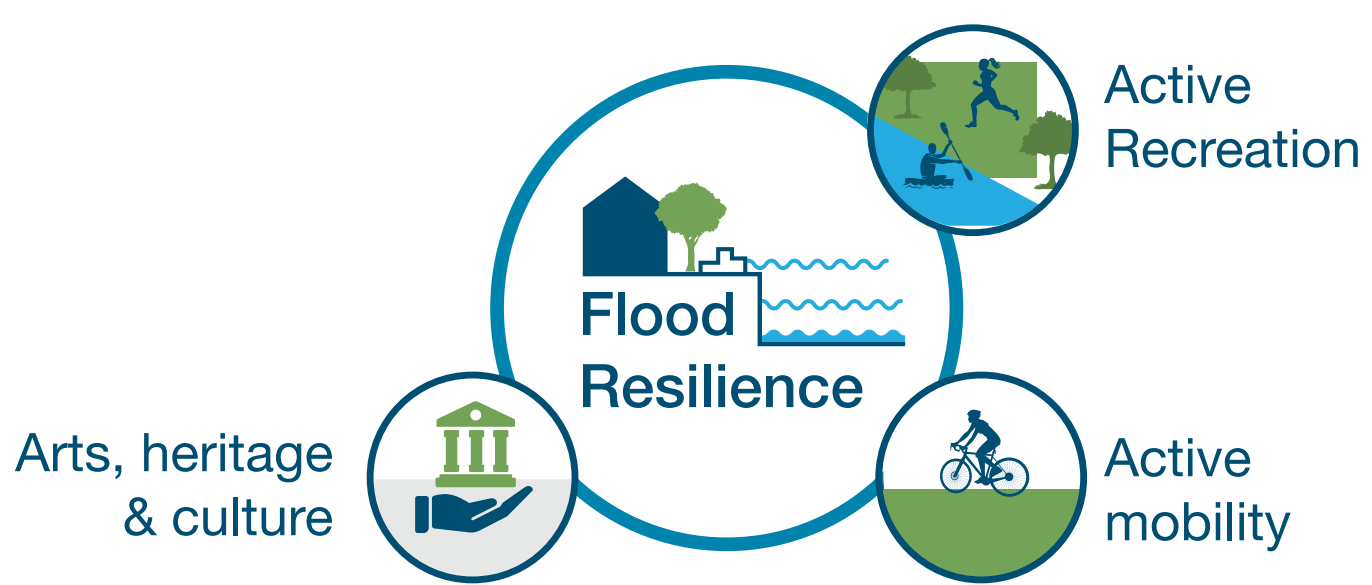 Active
Recreation
Flood
Resilience
Arts, heritage
& culture
Active
mobility